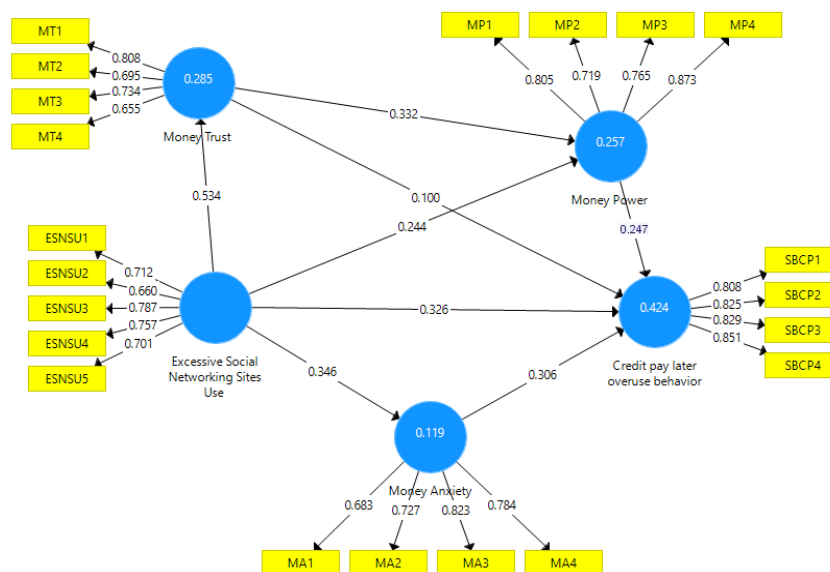 MT1
MT2
MT3
MT4
0.808
0.695
0.734
0.655
0.285
Money Trust
MP1
MP2
MP3
MP4
0.805
0.719
0.765
0.873
0.257
Money Power
0.332
0.534
0.100
0.244
0.247
ESNSU1
ESNSU2
ESNSU3
ESNSU4
ESNSU5
0.712
0.660
0.787
0.757
0.701
Excessive Social
Networking Sites
Use
0.326
0.346
0.306
0.424
Credit pay later
overuse behavior
0.808
0.825
0.829
0.851
SBCP1
SBCP2
SBCP3
SBCP4
0.119
Money Anxiety
0.683
0.727
0.823
0.784
MA1
MA2
MA3
MA4